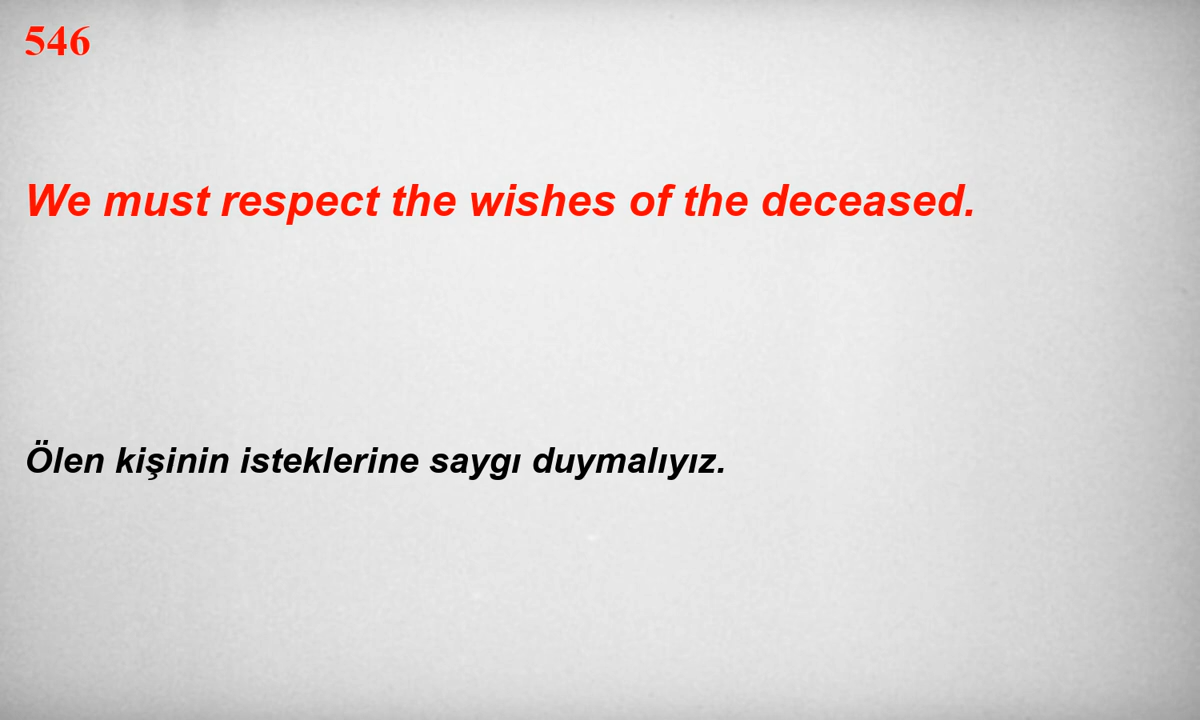 546
We must respect the wishes of the deceased.
Ölen kişinin isteklerine saygı duymalıyız.